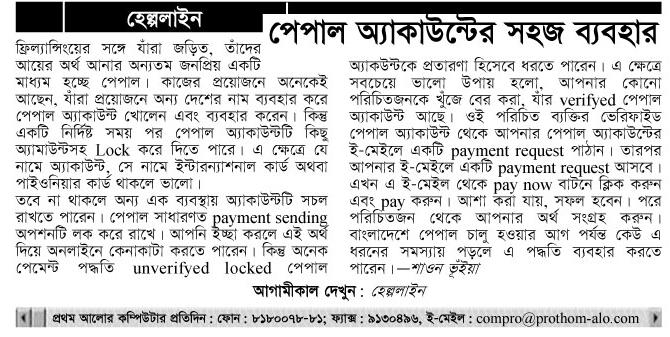 হেল্পলাইন
পেপাল অ্যাকাউন্টের সহজ ব্যবহার
ফ্রিল্যান্সিংয়ের সঙ্গে যাঁরা জড়িত, তাঁদের
আয়ের অর্থ আনার অন্যতম জনপ্রিয় একটি
মাধ্যম হচ্ছে পেপাল। কাজের প্রয়োজনে অনেকেই
আছেন, যাঁরা প্রয়োজনে অন্য দেশের নাম ব্যবহার করে
পেপাল অ্যাকাউন্ট খোলেন এবং ব্যবহার করেন। কিন্তু
একটি নির্দিষ্ট সময় পর পেপাল অ্যাকাউন্টটি কিছু
অ্যামাউন্টসহ Lock করে দিতে পারে। এ ক্ষেত্রে যে
নামে অ্যাকাউন্ট, সে নামে ইন্টারন্যাশনাল কার্ড অথবা
পাইওনিয়ার কার্ড থাকলে ভালো।
তবে না থাকলে অন্য এক ব্যবস্থায় অ্যাকাউন্টটি সচল
রাখতে পারেন। পেপাল সাধারণত payment sending
অপশনটি লক করে রাখে। আপনি ইচ্ছা করলে এই অর্থ
দিয়ে অনলাইনে কেনাকাটা করতে পারেন। কিন্তু অনেক
পেমেন্ট পদ্ধতি unverifyed locked পেপাল
অ্যাকউন্টকে প্রতারণা হিসেবে ধরতে পারেন। এ ক্ষেত্রে
সবচেয়ে ভালো উপায় হলো, আপনার কোনো
পরিচিতজনকে খুঁজে বের করা, যাঁর verifyed পেপাল
অ্যাকাউন্ট আছে। ওই পরিচিত ব্যক্তির ভেরিফাইড
পেপাল অ্যাকাউন্ট থেকে আপনার পেপাল অ্যাকাউন্টের
ই-মেইলে একটি payment request পাঠান। তারপর
আপনার ই-মেইলে একটি payment request আসবে।
এখন এ ই-মেইল থেকে pay now বাটনে ক্লিক করুন
এবং pay করুন। আশা করা যায়, সফল হবেন। পরে
পরিচিতজন থেকে আপনার অর্থ সংগ্রহ করুন।
বাংলাদেশে পেপাল চালু হওয়ার আগ পর্যন্ত কেউ এ
ধরনের সমস্যায় পড়লে এ পদ্ধতি ব্যবহার করতে
পারেন।—শাওন ভূঁইয়া
আগামীকাল দেখুন : হেল্পলাইন
প্রথম আলোর কম্পিউটার প্রতিদিন : ফোন : ৮১৮০০৭৮-৮১; ফ্যাক্স : ৯১৩০৪৯৬, ই-মেইল : compro@prothom-alo.com